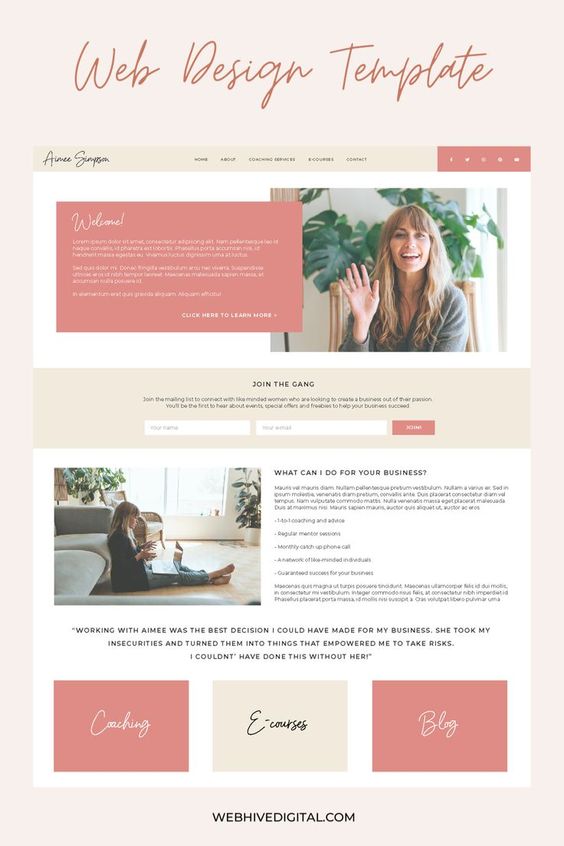 Web Design Template
Aimee Simpson
HOME ABOUT COACHING SERVICES E-COURSES CONTACT
Welcome!
Lorem ipsum dolor sit amet, consectetur adipiscing elit. Nam pellentesque leo id
neque convallis, id pharetra est lobortis. Phasellus porta, diam non imperdiet
hendrerit, tellus ex egestas eu. Vivamus luctus dignissim urna at luctus.
Sed quis dolor mi. Donec fringilla vestibulum arcu nec viverra. Suspendisse
ultrices eros ut nibh tempor laoreet. Maecenas malesuada sapien metus, et
accumsan nulla posuere id.
In elementum erat quis gravida aliquam. Aliquam efficitur
CLICK HERE TO LEARN MORE >
JOIN THE GANG
Join the mailing list to connect with like minded women who are looking to create a business out of their passion.
You'll be the first to hear about events, special offers and freebies to help your business succeed
Your name
Your e-mail
JOIN!
WHAT CAN I DO FOR YOUR BUSINESS?
Mauris vel mauris diam. Nullam pellentesque pretium vestibulum. Nullam a varius er. Sed in
ipsum molestie, venenatis diam pretium, convallis ante. Duis placerat consectetur diam vel
tempor. Nam vulputate commodo mattis. Nullam viverra nulla eget placerat malesuada.
Duis at maximus nisi. Mauris sapien mauris, auctor quis aliquet ut, auctor ac eros
- 1-to-1 coaching and advice
- Regular mentor sessions
- Monthly catch up phone call
- A network of like-minded individuals
- Guaranteed success for your business
Maecenas quis magna ut turpis posuere tincidunt. Maecenas ullamcorper felis id dui mollis,
in consectetur mi vestibulum. Integer commodo risus felis, at consectetur nibh imperdiet id
Phasellus placerat porta massa, id mollis nisi suscipit a. Cras volutpat libero pulvinar urna
"WORKING WITH AIMEE WAS THE BEST DECISION I COULD HAVE MADE FOR MY BUSINESS. SHE TOOK MY
INSECURITIES AND TURNED THEM INTO THINGS THAT EMPOWERED ME TO TAKE RISKS.
I COULDNT' HAVE DONE THIS WITHOUT HER!"
Coaching
E-courses
Blog
WEBHIVEDIGITAL.COM